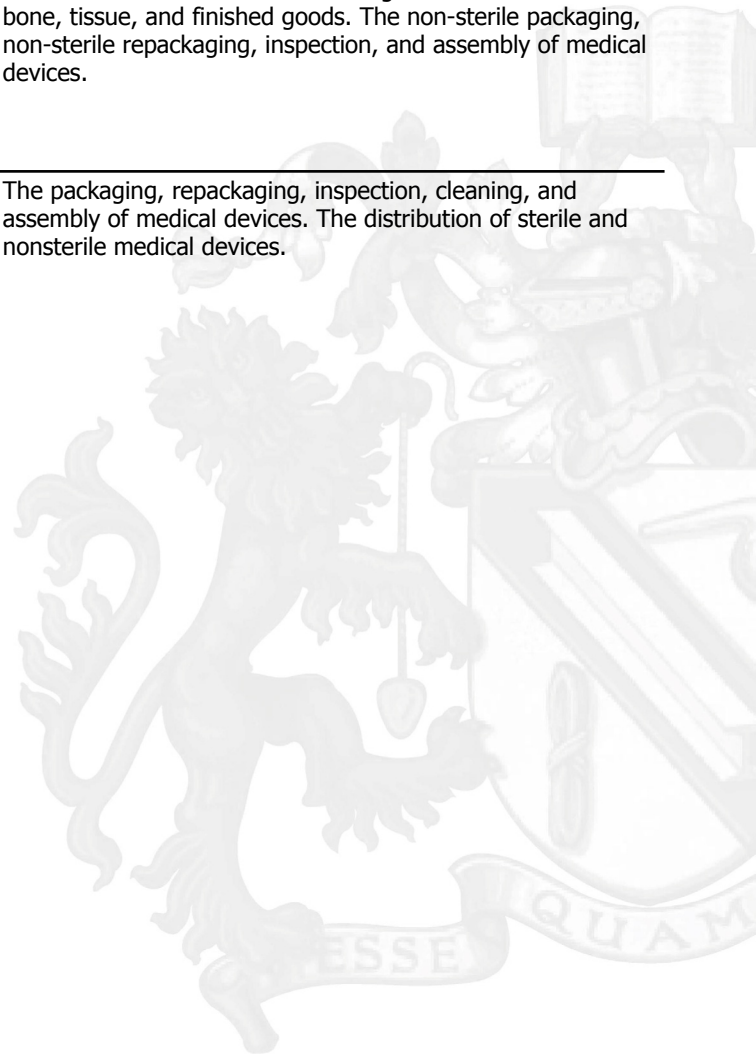 bone, tissue, and finished goods. The non-sterile packaging,
non-sterile repackaging, inspection, and assembly of medical
devices.
The packaging, repackaging, inspection, cleaning, and
assembly of medical devices. The distribution of sterile and
nonsterile medical devices.
ESSE
QUAM